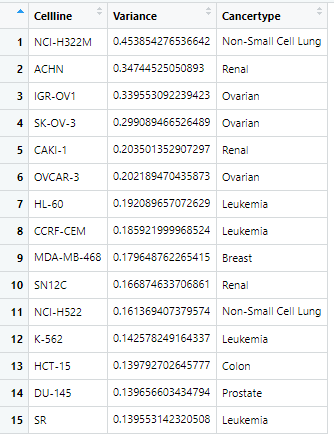 Cellline Variance Cancertype
1 NCI-H322M 0.453854276536642 Non-Small Cell Lung
2 ACHN 0.34744525050893 Renal
3 IGR-OV1 0.339553092239423 Ovarian
4 SK-OV-3 0.299089466526489 Ovarian
5 CAKI-1 0.203501352907297 Renal
6 OVCAR-3 0.202189470435873 Ovarian
7 HL-60 0.192089657072629 Leukemia
8 CCRF-CEM 0.185921999968524 Leukemia
9 MDA-MB-468 0.179648762265415 Breast
10 SN12C 0.166874633706861 Renal
11 NCI-H522 0.161369407379574 Non-Small Cell Lung
12 K-562 0.142578249164337 Leukemia
13 HCT-15 0.139792702645777 Colon
14 DU-145 0.139656603434794 Prostate
15 SR 0.139553142320508 Leukemia